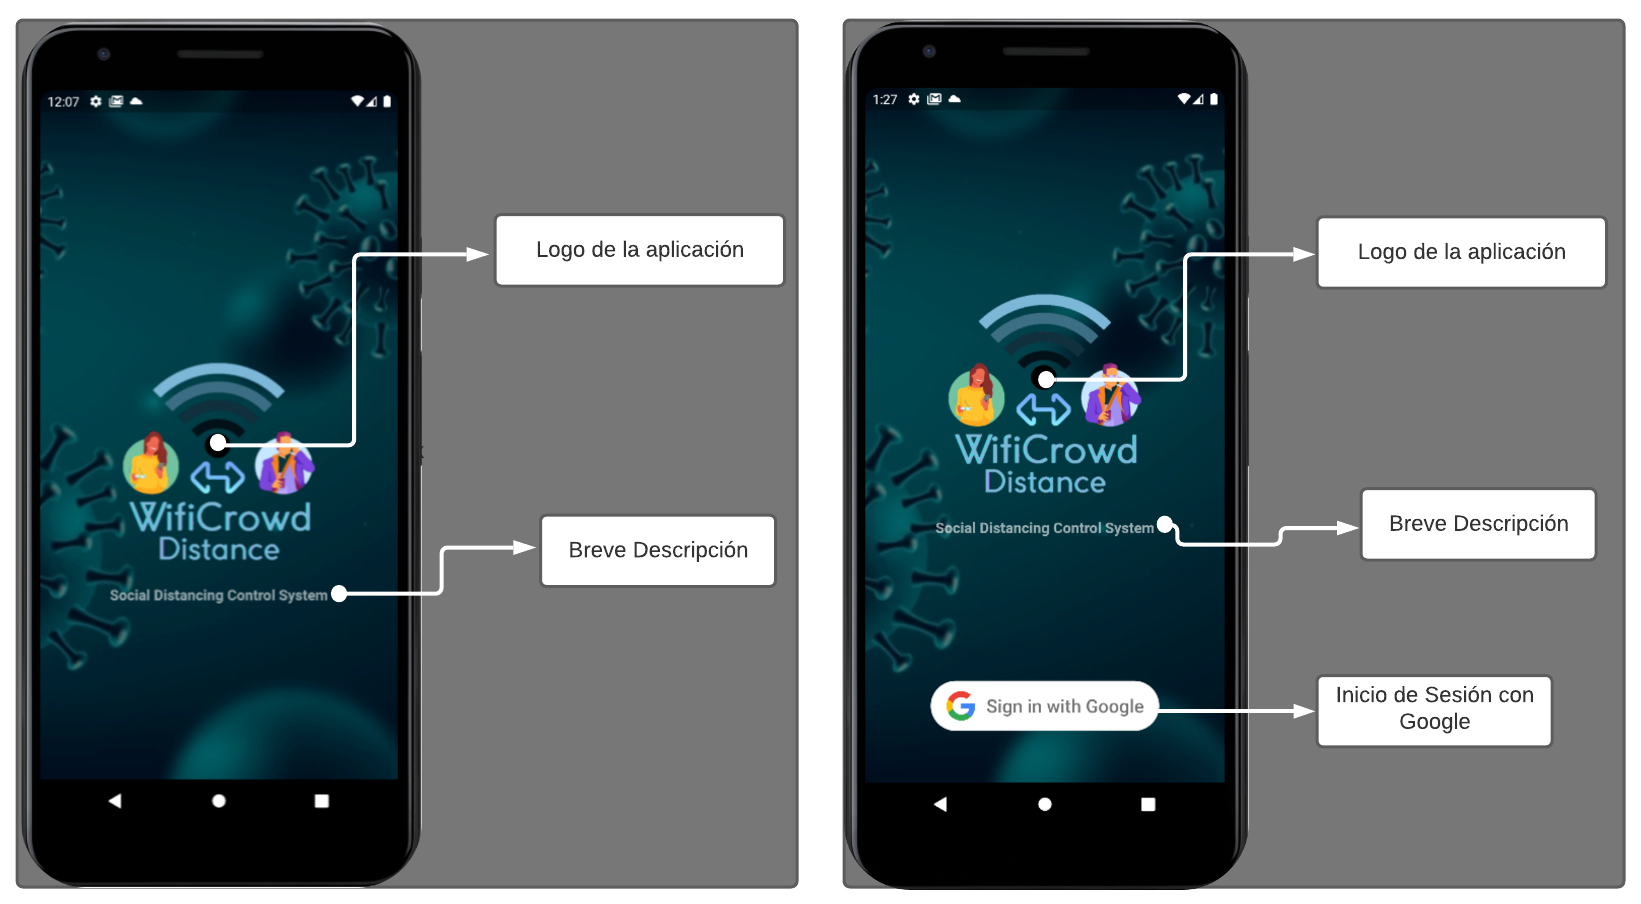 12:07
Logo de la aplicación
WifiCrowd
Distance
Breve Descripción
Social Distancing Control System
1:27
Logo de la aplicación
WifiCrowd
Distance
Social Distancing Control System
Breve Descripción
Sign in with Google
Inicio de Sesión con
Google